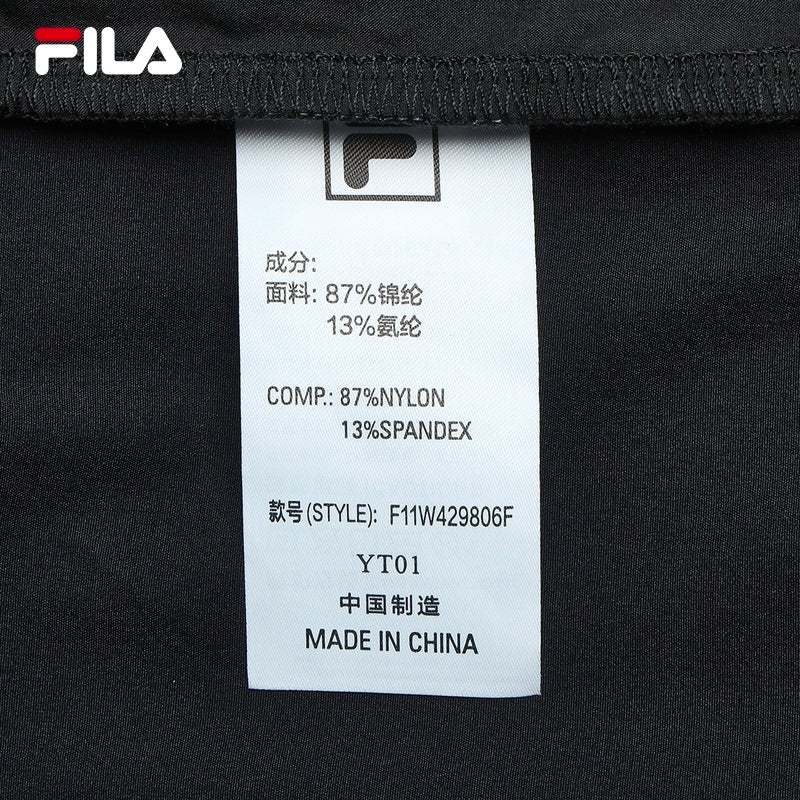 FILA
成分:
面料: 87%锦纶
13%氨纶
COMP.: 87%NYLON
13%SPANDEX
款号(STYLE): F11W429806F
YT01
中国制造
MADE IN CHINA